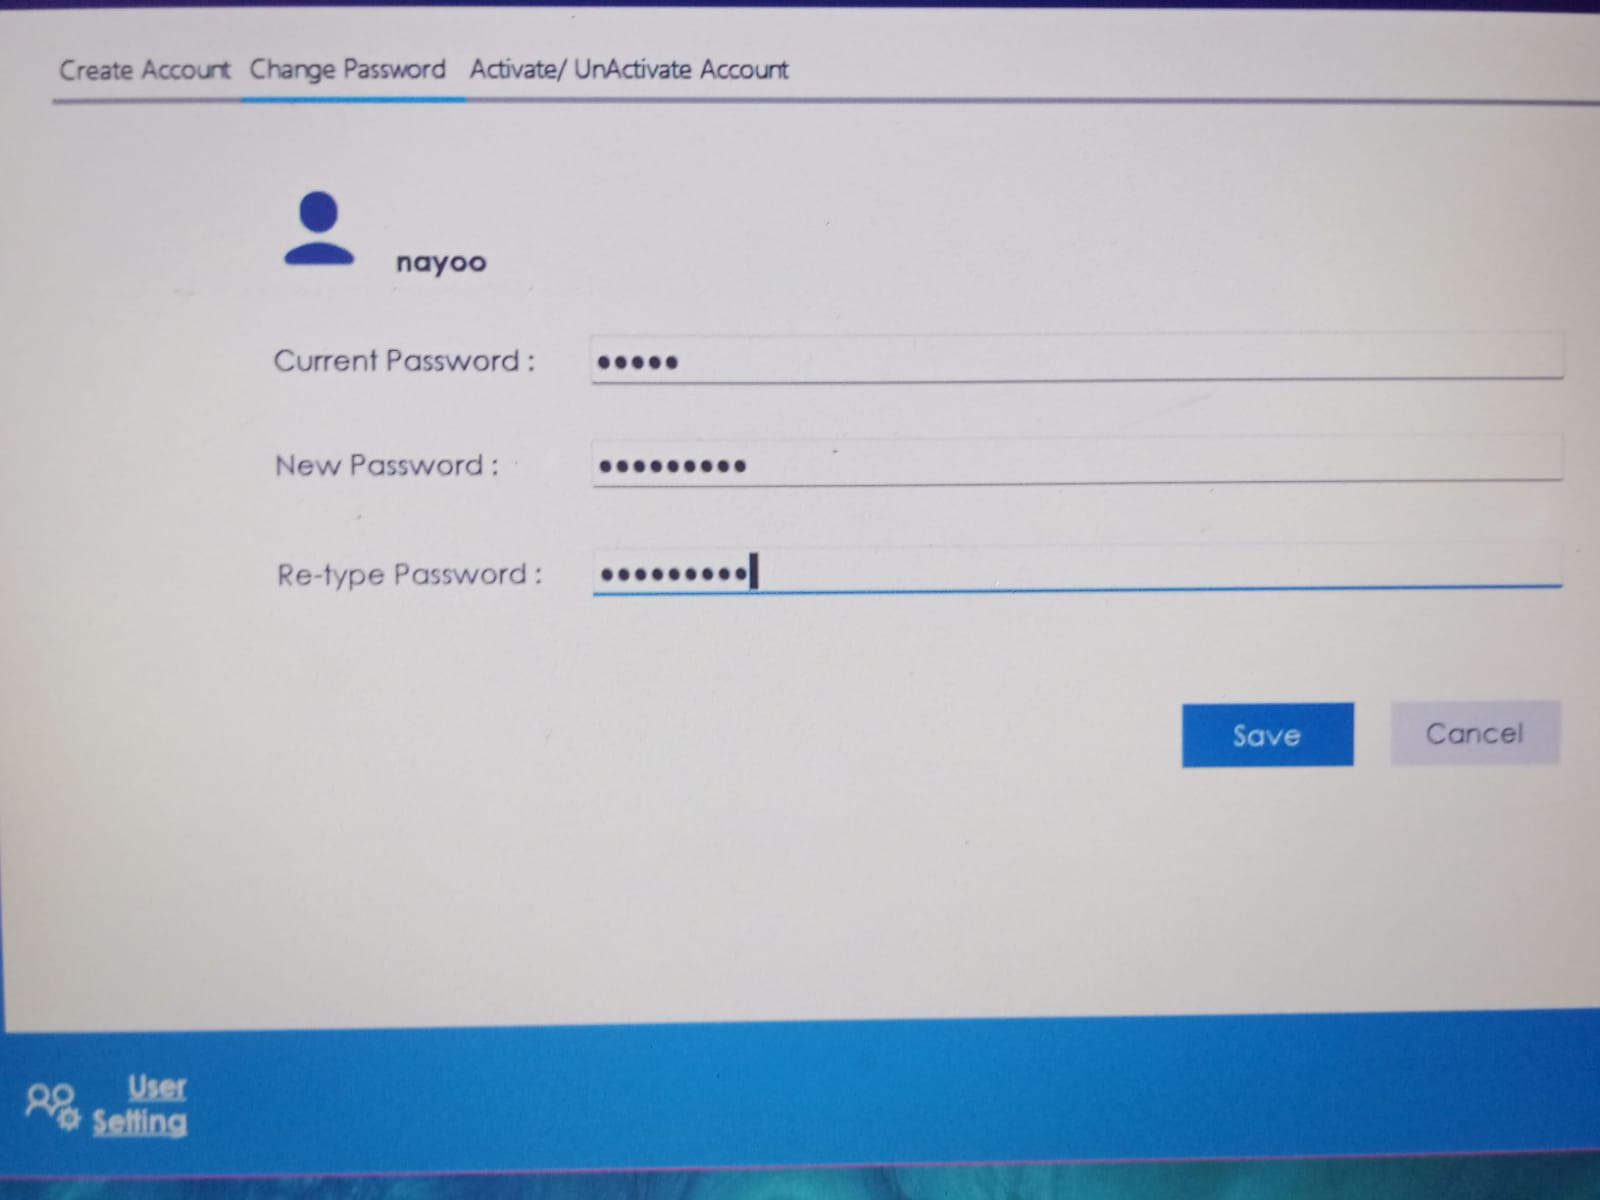 Create Account Change Password Activate/ UnActivate Account
nayoo
Current Password : •••••
New Password : •••••••••
Re-type Password : •••••••••
Save Cancel
User
Setting